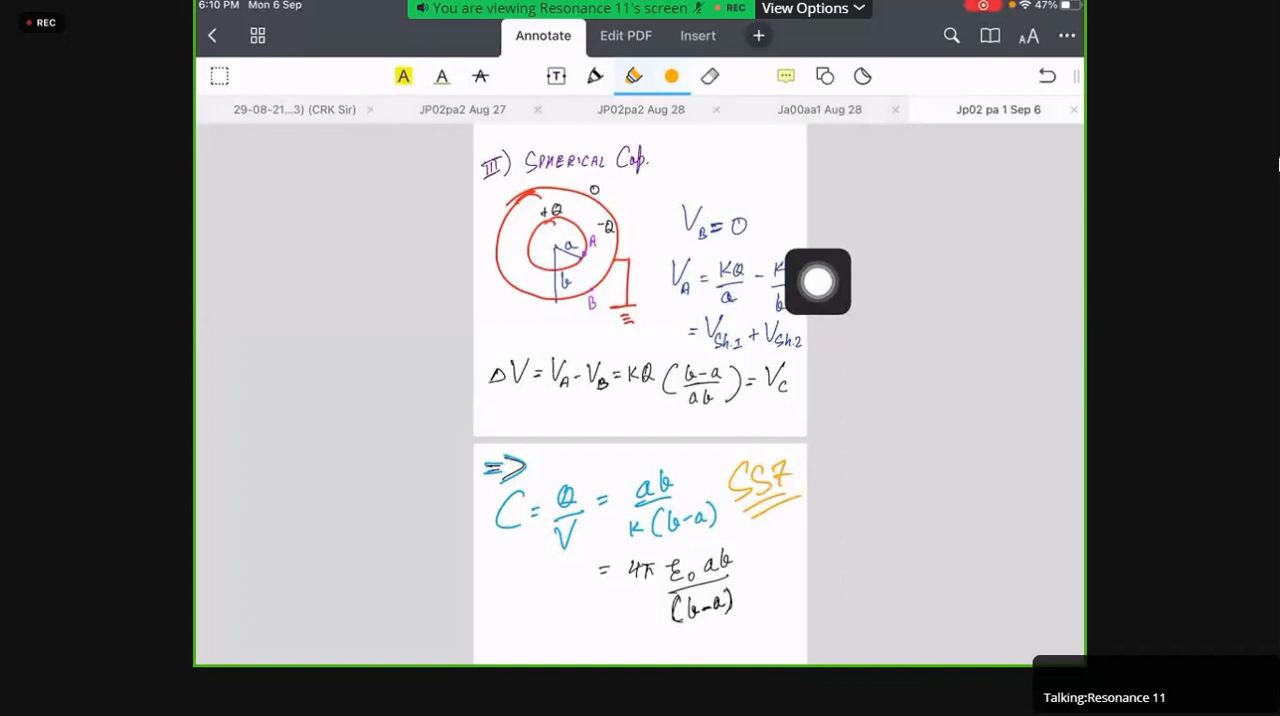 REC
6:10 PM Mon 6 Sep
You are viewing Resonance 11's screen
REC
View Options
47%
Annotate
Edit PDF
Insert
A
A
A
T
AA
29-08-21...3) (CRK Sir)
JP02pa2 Aug 27
JP02pa2 Aug 28
Ja00aa1 Aug 28
Jp02 pa 1 Sep 6
III) SPHERICAL Cap.
0
+Q
-Q
a
A
b
B
V_B = 0
V_A = KQ/a - K
b
= V_Sh.1 + V_Sh.2
ΔV = V_A - V_B = KQ (b-a/ab) = V_C
=>
C = Q/V = ab/K(b-a)
SS7
= 4π ε₀ ab/(b-a)
Talking:Resonance 11